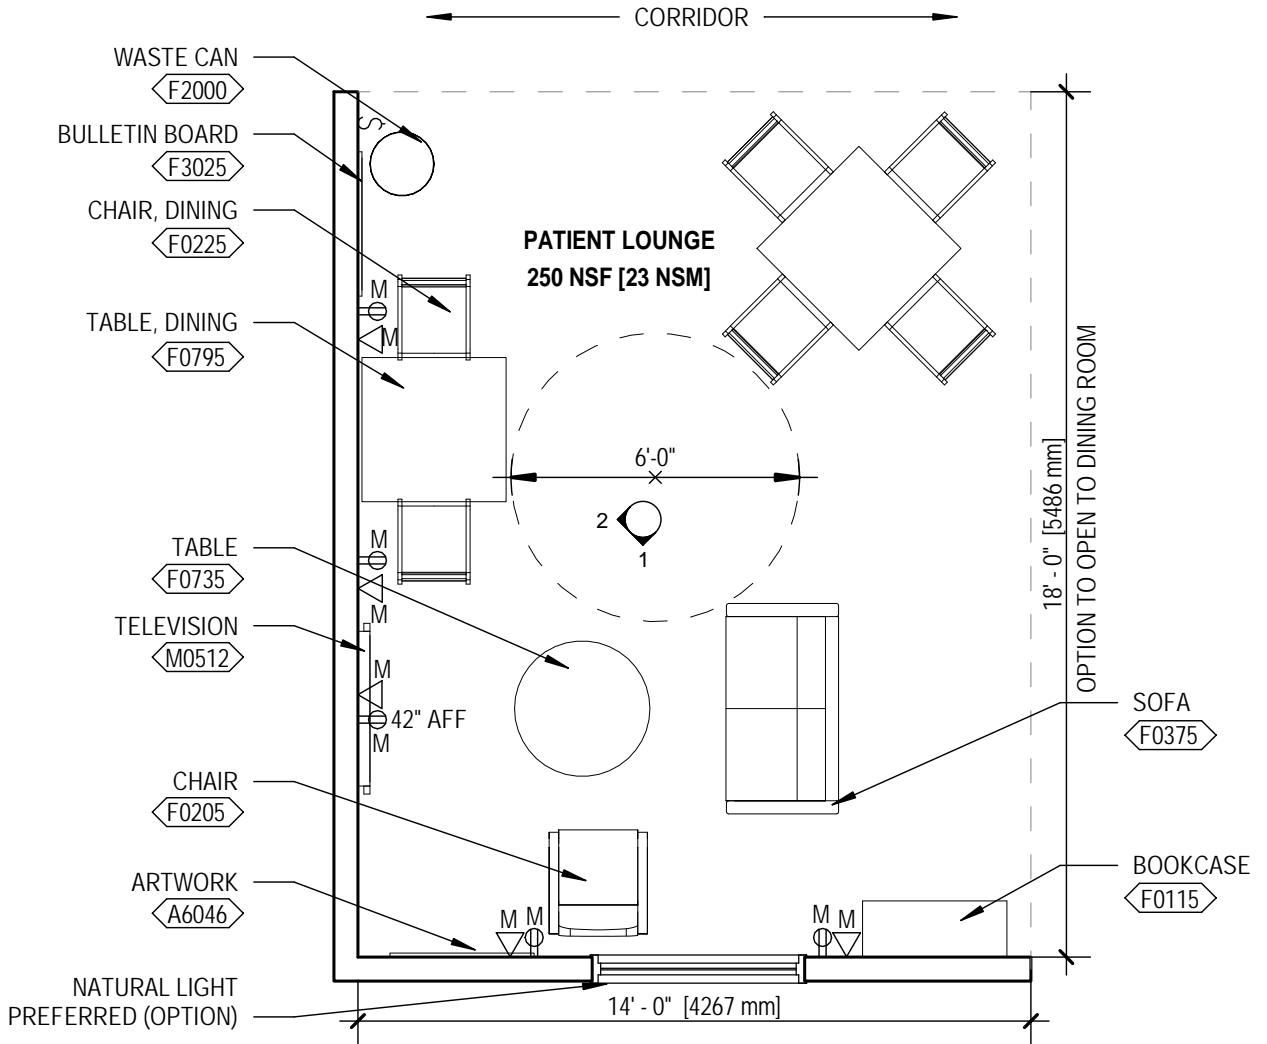 CORRIDOR
WASTE CAN
F2000
BULLETIN BOARD
F3025
CHAIR, DINING
F0225
TABLE, DINING
F0795
TABLE
F0735
TELEVISION
M0512
CHAIR
F0205
ARTWORK
A6046
NATURAL LIGHT
PREFERRED (OPTION)
S
PATIENT LOUNGE
250 NSF [23 NSM]
M
M
6'-0"
2
1
M
M
M
42" AFF
M
M M
M M
14' - 0" [4267 mm]
18' - 0" [5486 mm]
OPTION TO OPEN TO DINING ROOM
SOFA
F0375
BOOKCASE
F0115